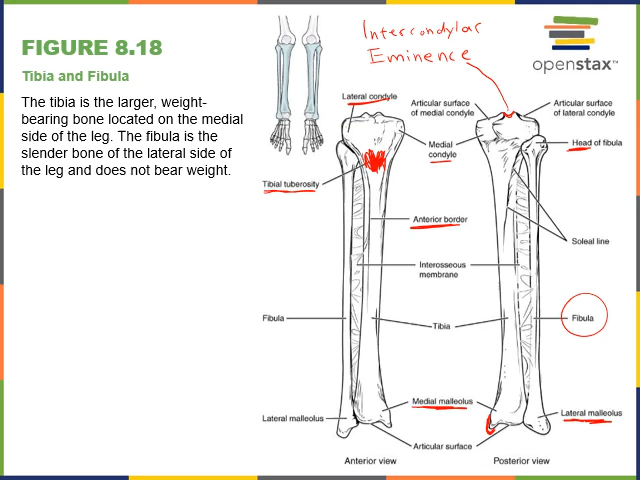 FIGURE 8.18
Tibia and Fibula
The tibia is the larger, weight-
bearing bone located on the medial
side of the leg. The fibula is the
slender bone of the lateral side of
the leg and does not bear weight.
Intercondylar
Eminence
openstax™
Lateral condyle
Articular surface
of medial condyle
Articular surface
of lateral condyle
Medial
condyle
Head of fibula
Tibial tuberosity
Anterior border
Soleal line
Interosseous
membrane
Fibula
Tibia
Fibula
Medial malleolus
Lateral malleolus
Lateral malleolus
Articular surface
Anterior view
Posterior view